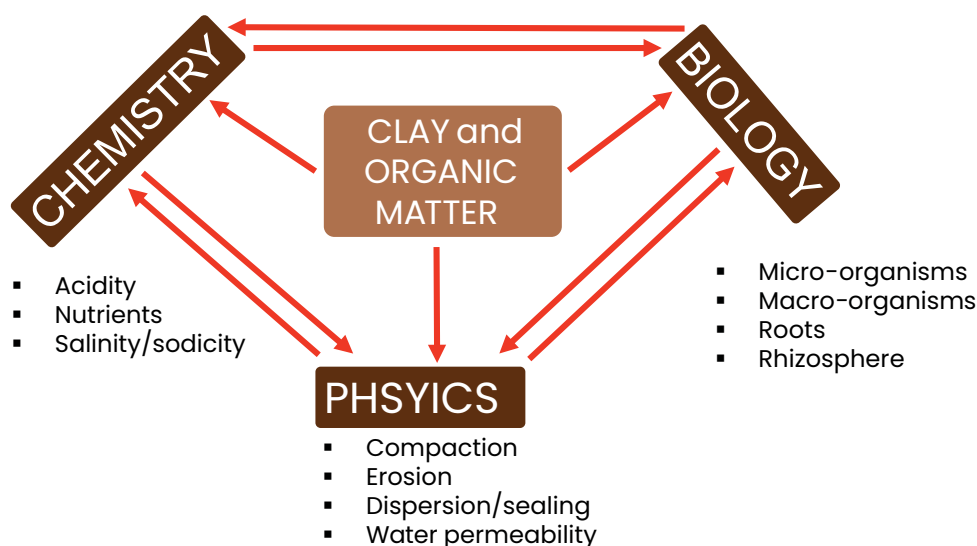 CHEMISTRY
BIOLOGY
CLAY and
ORGANIC
MATTER
▪ Acidity
▪ Nutrients
▪ Salinity/sodicity
▪ Micro-organisms
▪ Macro-organisms
▪ Roots
▪ Rhizosphere
PHSYICS
▪ Compaction
▪ Erosion
▪ Dispersion/sealing
▪ Water permeability